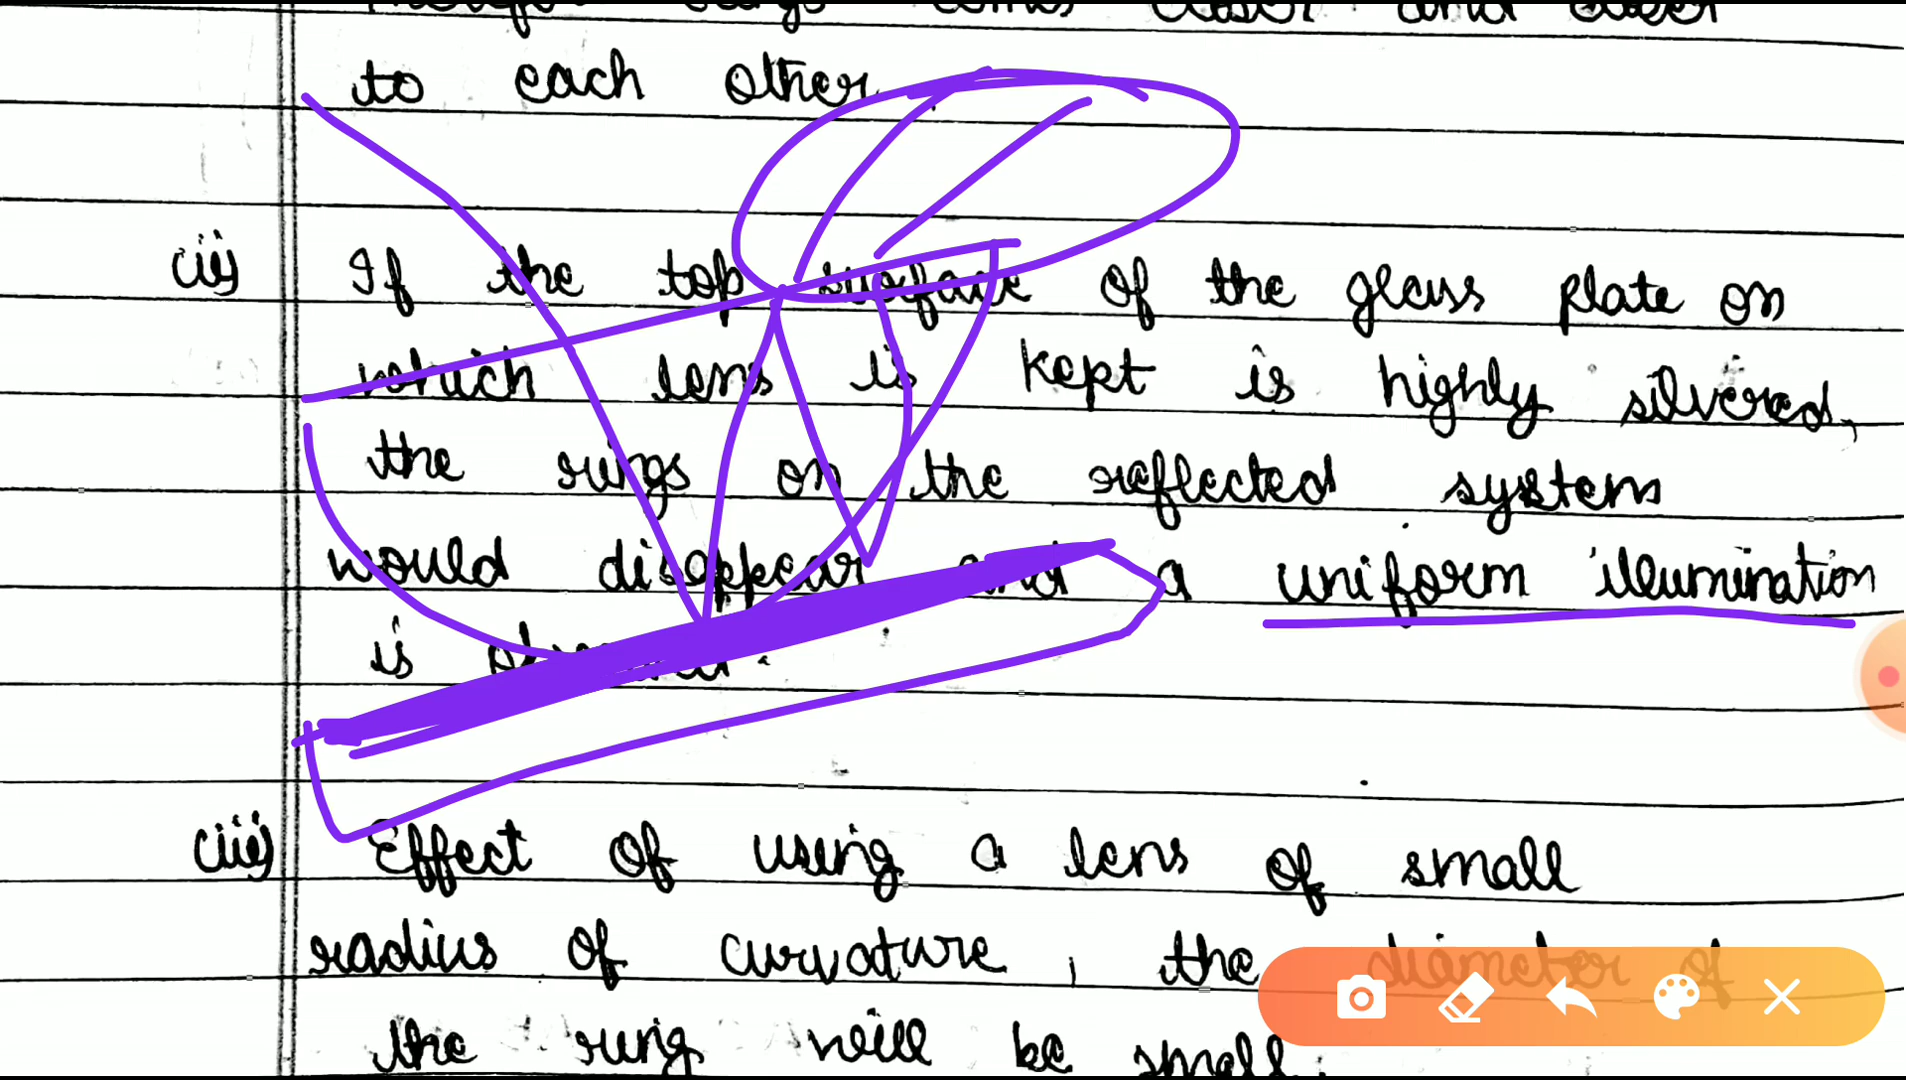 to each other.
(ii) If the top surface of the glass plate on
which lens is kept is highly silvered,
the rings on the reflected system
would disappear and a uniform illumination
is
(iii) Effect of using a lens of small
radius of curvature, the diameter of
the ring will be small.